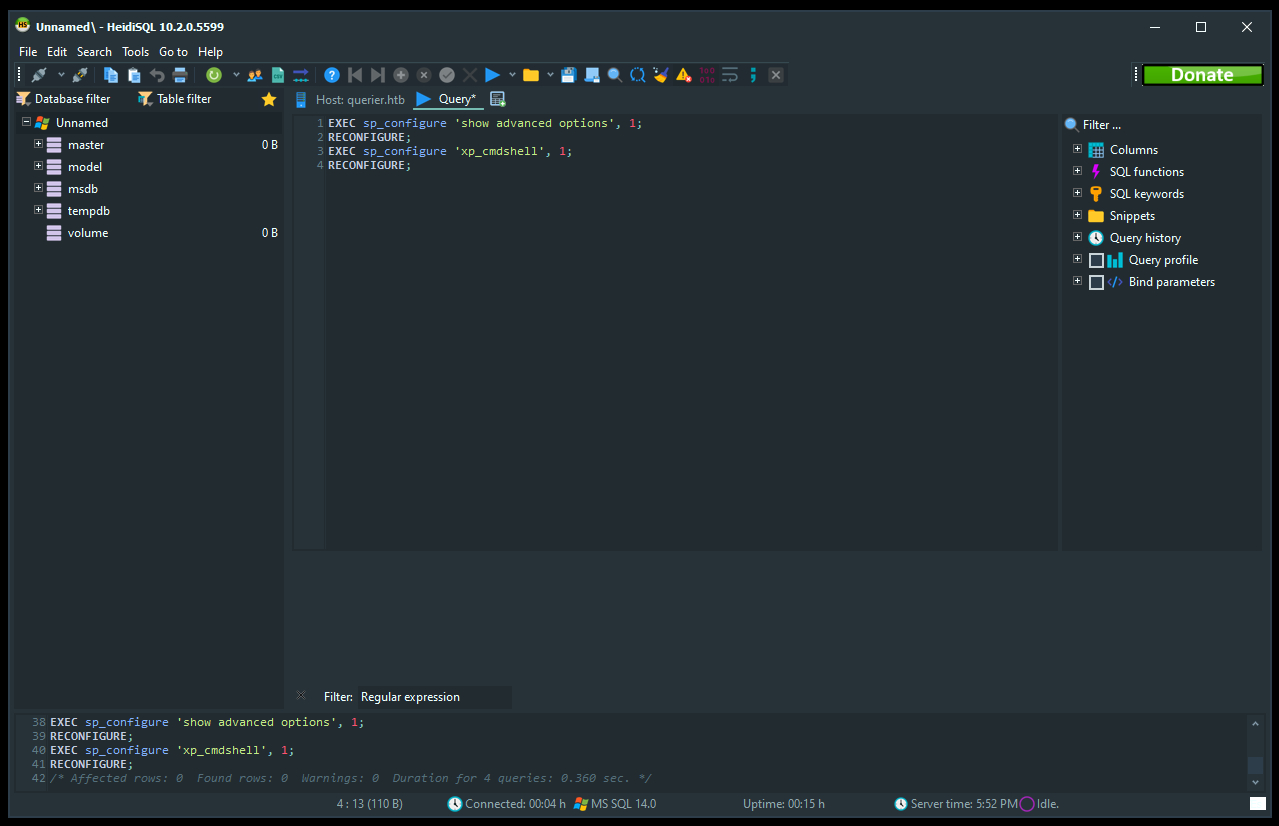 Unnamed\ - HeidiSQL 10.2.0.5599
File Edit Search Tools Go to Help
Donate
Database filter Table filter
Host: querier.htb Query*
Unnamed
master 0 B
model
msdb
tempdb
volume 0 B
1 EXEC sp_configure 'show advanced options', 1;
2 RECONFIGURE;
3 EXEC sp_configure 'xp_cmdshell', 1;
4 RECONFIGURE;
Filter ...
Columns
SQL functions
SQL keywords
Snippets
Query history
Query profile
Bind parameters
Filter: Regular expression
38 EXEC sp_configure 'show advanced options', 1;
39 RECONFIGURE;
40 EXEC sp_configure 'xp_cmdshell', 1;
41 RECONFIGURE;
42 /* Affected rows: 0  Found rows: 0  Warnings: 0  Duration for 4 queries: 0.360 sec. */
4 : 13 (110 B) Connected: 00:04 h MS SQL 14.0 Uptime: 00:15 h Server time: 5:52 PM Idle.